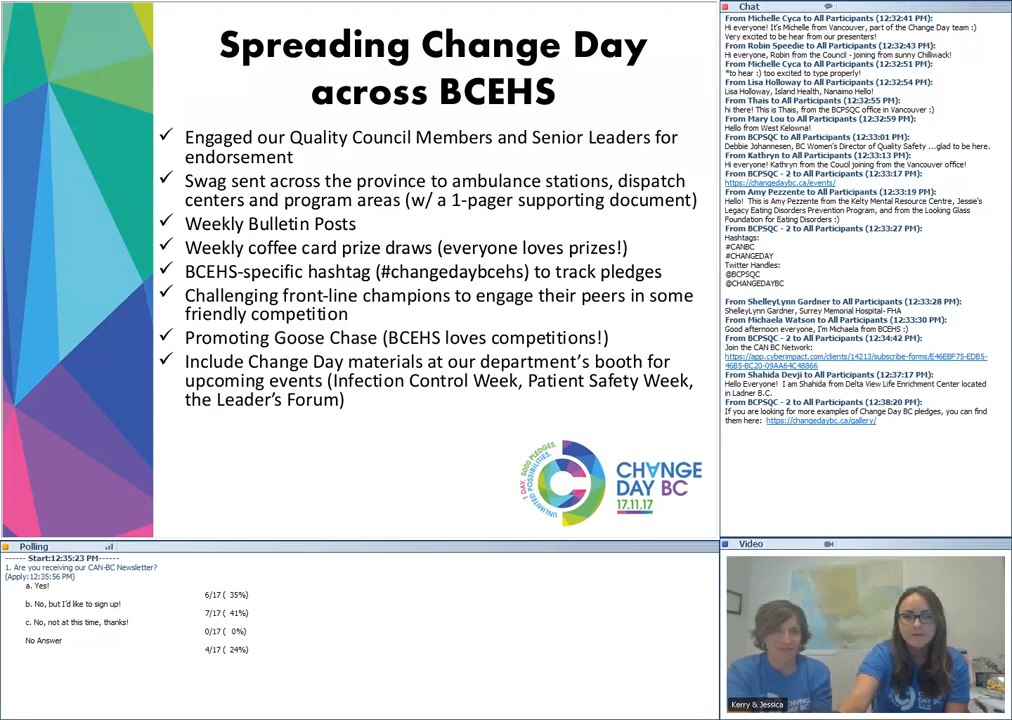 Spreading Change Day
across BCEHS
✓ Engaged our Quality Council Members and Senior Leaders for
endorsement
✓ Swag sent across the province to ambulance stations, dispatch
centers and program areas (w/ a 1-pager supporting document)
✓ Weekly Bulletin Posts
✓ Weekly coffee card prize draws (everyone loves prizes!)
✓ BCEHS-specific hashtag (#changedaybcehs) to track pledges
✓ Challenging front-line champions to engage their peers in some
friendly competition
✓ Promoting Goose Chase (BCEHS loves competitions!)
✓ Include Change Day materials at our department's booth for
upcoming events (Infection Control Week, Patient Safety Week,
the Leader's Forum)
1 DAY. 5000 PLEDGES.
UNLIMITED POSSIBILITIES.
CHANGE
DAY BC
17.11.17
Chat
From Michelle Cyca to All Participants (12:32:41 PM):
Hi everyone! It's Michelle from Vancouver, part of the Change Day team :)
Very excited to be hear from our presenters!
From Robin Speedie to All Participants (12:32:43 PM):
Hi everyone, Robin from the Council - joining from sunny Chilliwack!
From Michelle Cyca to All Participants (12:32:51 PM):
*to hear :) too excited to type properly!
From Lisa Holloway to All Participants (12:32:54 PM):
Lisa Holloway, Island Health, Nanaimo Hello!
From Thais to All Participants (12:32:55 PM):
hi there! This is Thais, from the BCPSQC office in Vancouver :)
From Mary Lou to All Participants (12:32:59 PM):
Hello from West Kelowna!
From BCPSQC to All Participants (12:33:01 PM):
Debbie Johannesen, BC Women's Director of Quality Safety ...glad to be here.
From Kathryn to All Participants (12:33:13 PM):
Hi everyone! Kathryn from the Coucil joining from the Vancouver office!
From BCPSQC - 2 to All Participants (12:33:17 PM):
https://changedaybc.ca/events/
From Amy Pezzente to All Participants (12:33:19 PM):
Hello! This is Amy Pezzente from the Kelty Mental Resource Centre, Jessie's
Legacy Eating Disorders Prevention Program, and from the Looking Glass
Foundation for Eating Disorders :)
From BCPSQC - 2 to All Participants (12:33:27 PM):
Hashtags:
#CANBC
#CHANGEDAY
Twitter Handles:
@BCPSQC
@CHANGEDAYBC
From ShelleyLynn Gardner to All Participants (12:33:28 PM):
ShelleyLynn Gardner, Surrey Memorial Hospital- FHA
From Michaela Watson to All Participants (12:33:30 PM):
Good afternoon everyone, I'm Michaela from BCEHS :)
From BCPSQC - 2 to All Participants (12:34:42 PM):
Join the CAN BC Network:
https://app.cyberimpact.com/clients/14213/subscribe-forms/E46EBF75-EDB5-
46B5-BC20-09AA64C48866
From Shahida Devji to All Participants (12:37:17 PM):
Hello Everyone! I am Shahida from Delta View Life Enrichment Center located
in Ladner B.C.
From BCPSQC - 2 to All Participants (12:38:20 PM):
If you are looking for more examples of Change Day BC pledges, you can find
them here: https://changedaybc.ca/gallery/
Polling
------ Start:12:35:23 PM------
1. Are you receiving our CAN-BC Newsletter?
(Apply:12:35:56 PM)
a. Yes!
6/17 ( 35%)
b. No, but I'd like to sign up!
7/17 ( 41%)
c. No, not at this time, thanks!
0/17 ( 0%)
No Answer
4/17 ( 24%)
Video
Kerry & Jessica